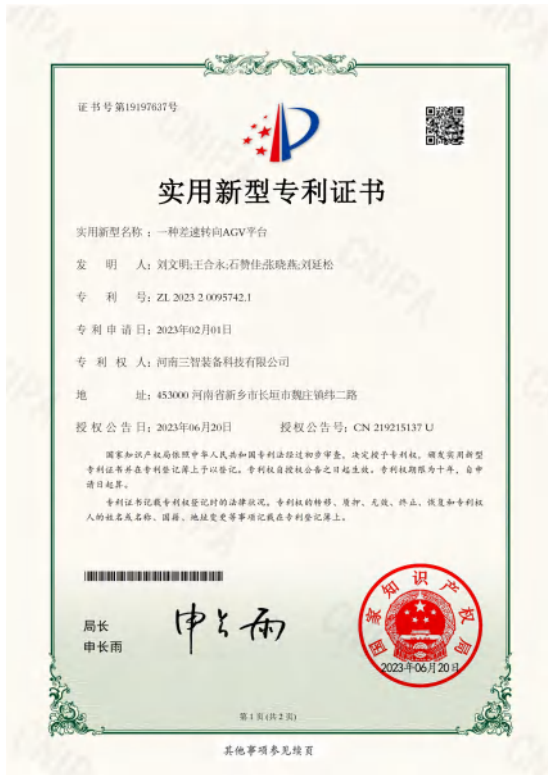 证书号第19197637号
实用新型专利证书
实用新型名称：一种差速转向AGV平台
发明人：刘文明;王合永;石赞佳;张晓燕;刘延松
专利号：ZL 2023 2 0095742.1
专利申请日：2023年02月01日
专利权人：河南三智装备科技有限公司
地址：453000 河南省新乡市长垣市魏庄镇纬二路
授权公告日：2023年06月20日 授权公告号：CN 219215137 U
国家知识产权局依照中华人民共和国专利法经过初步审查，决定授予专利权，颁发实用新型
专利证书并在专利登记簿上予以登记。专利权自授权公告之日起生效。专利权期限为十年，自申
请日起算。
专利证书记载专利权登记时的法律状况。专利权的转移、质押、无效、终止、恢复和专利权
人的姓名或名称、国籍、地址变更等事项记载在专利登记簿上。
局长
申长雨
申长雨
国家知识产权局
2023年06月20日
第1页(共2页)
其他事项参见续页
CNIPA